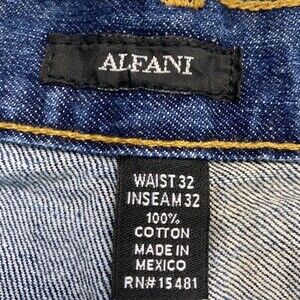 ALFANI
WAIST 32
INSEAM 32
100%
COTTON
MADE IN
MEXICO
RN#15481